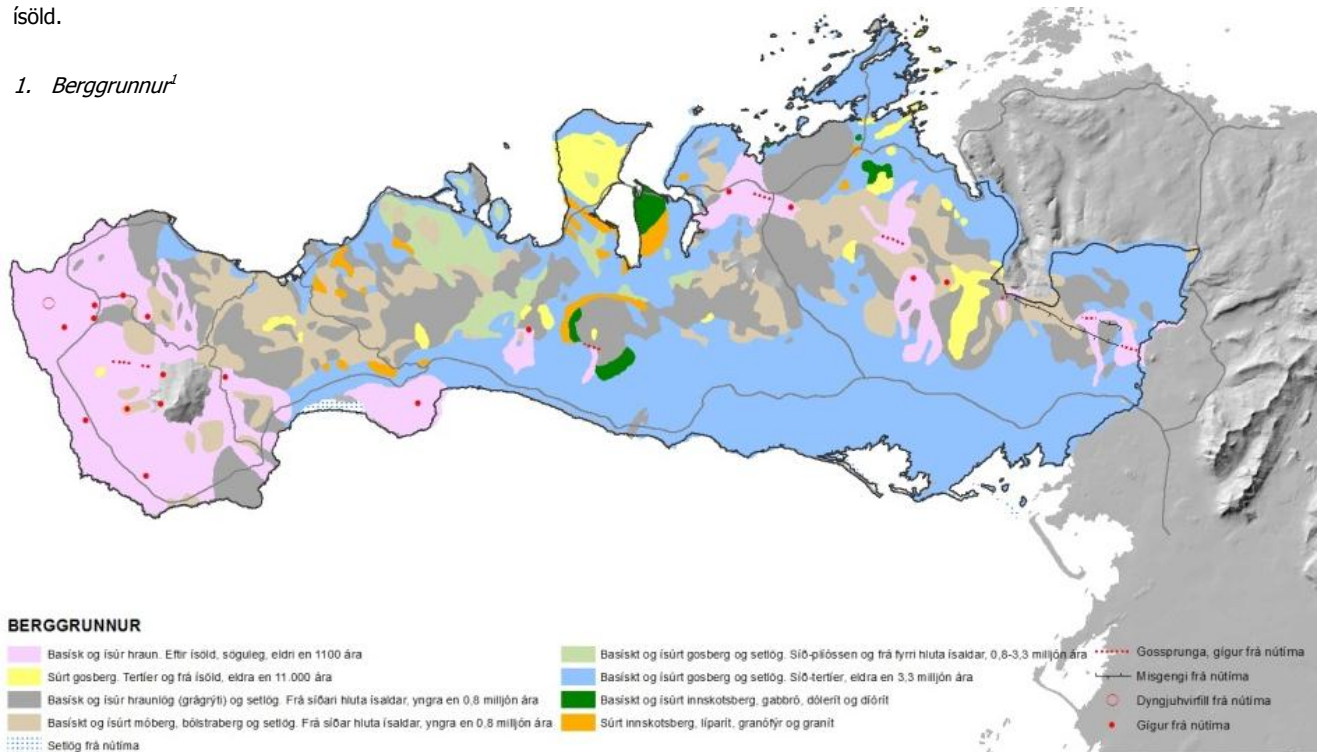 ísöld.
1. Berggrunnur¹
BERGGRUNNUR
Basísk og ísúr hraun. Eftir ísöld, söguleg, eldri en 1100 ára
Súrt gosberg. Tertíer og frá ísöld, eldra en 11.000 ára
Basísk og ísúr hraunlög (grágrýti) og setlög. Frá síðari hluta ísaldar, yngra en 0,8 milljón ára
Basískt og ísúrt móberg, bólstraberg og setlög. Frá síðar hluta ísaldar, yngra en 0,8 milljón ára
Setlög frá nútíma
Basískt og ísúrt gosberg og setlög. Síð-plíóssen og frá fyrri hluta ísaldar, 0,8-3,3 milljón ára
Basískt og ísúrt gosberg og setlög. Síð-tertíer, eldra en 3,3 milljón ára
Basískt og ísúrt innskotsberg, gabbró, dólerít og díórít
Súrt innskotsberg, líparít, granófýr og granít
Gossprunga, gígur frá nútíma
Misgengi frá nútíma
Dyngjuhvirfill frá nútíma
Gígur frá nútíma